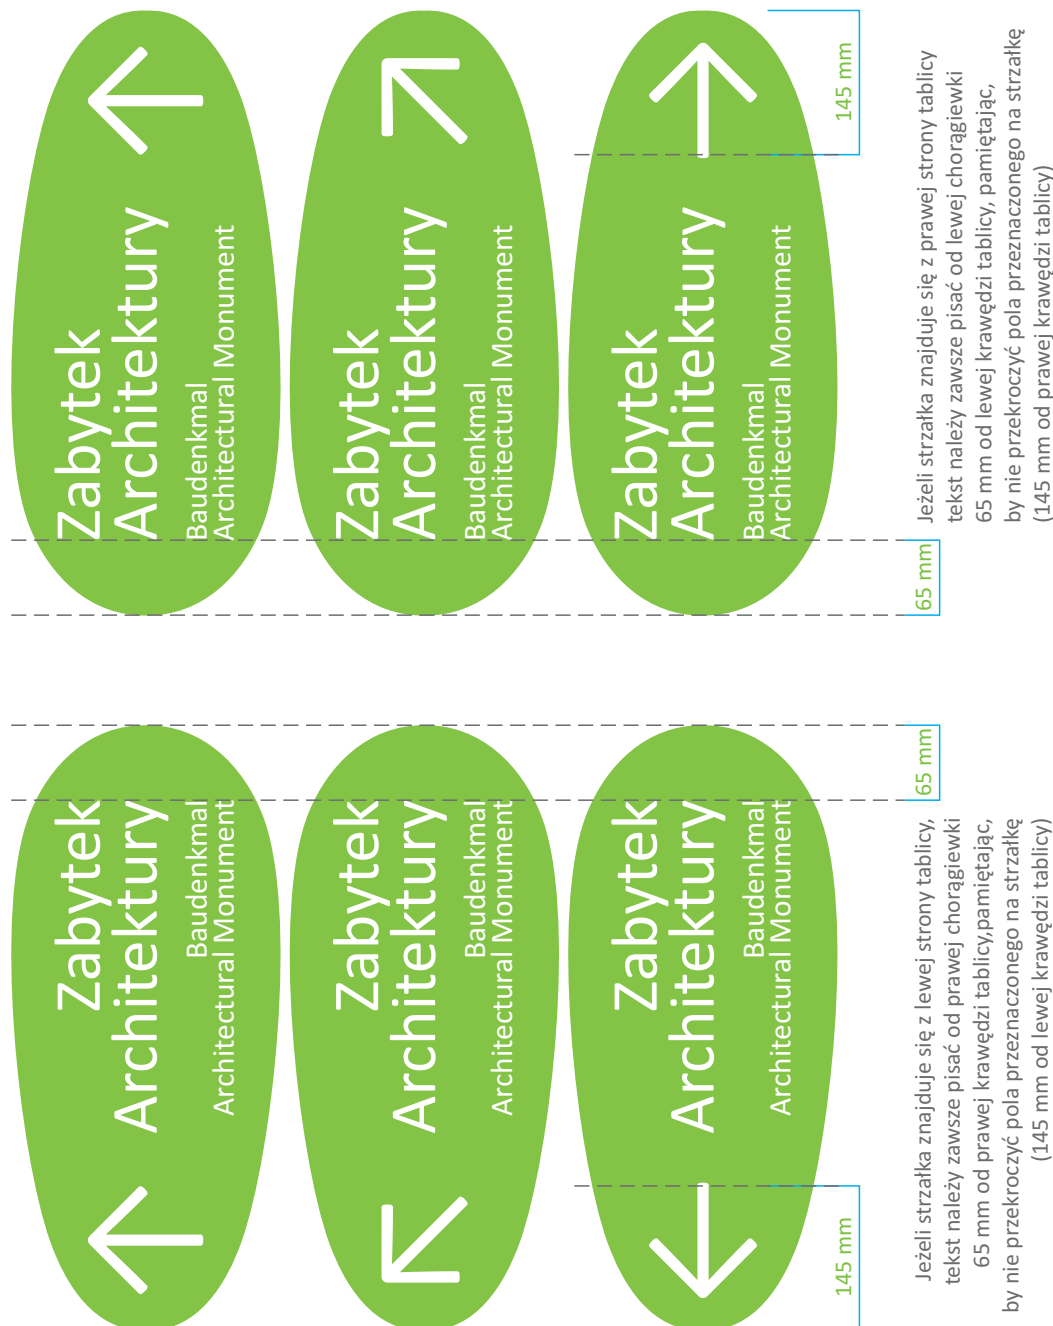 Zabytek
Architektury
Baudenkmal
Architectural Monument
Zabytek
Architektury
Baudenkmal
Architectural Monument
65 mm
Jeżeli strzałka znajduje się z lewej strony tablicy,
tekst należy zawsze pisać od prawej chorągiewki
65 mm od prawej krawędzi tablicy,pamiętając,
by nie przekroczyć pola przeznaczonego na strzałkę
(145 mm od lewej krawędzi tablicy)
Zabytek
Architektury
Baudenkmal
Architectural Monument
Zabytek
Architektury
Baudenkmal
Architectural Monument
Zabytek
Architektury
Baudenkmal
Architectural Monument
145 mm
65 mm
Zabytek
Architektury
Baudenkmal
Architectural Monument
145 mm
Jeżeli strzałka znajduje się z prawej strony tablicy
tekst należy zawsze pisać od lewej chorągiewki
65 mm od lewej krawędzi tablicy, pamiętając,
by nie przekroczyć pola przeznaczonego na strzałkę
(145 mm od prawej krawędzi tablicy)